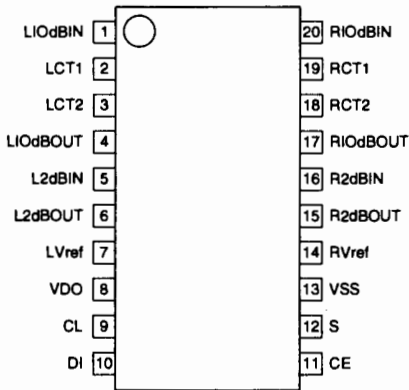 LIOdBIN 1 20 RIOdBIN
LCT1 2 19 RCT1
LCT2 3 18 RCT2
LIOdBOUT 4 17 RIOdBOUT
L2dBIN 5 16 R2dBIN
L2dBOUT 6 15 R2dBOUT
LVref 7 14 RVref
VDO 8 13 VSS
CL 9 12 S
DI 10 11 CE